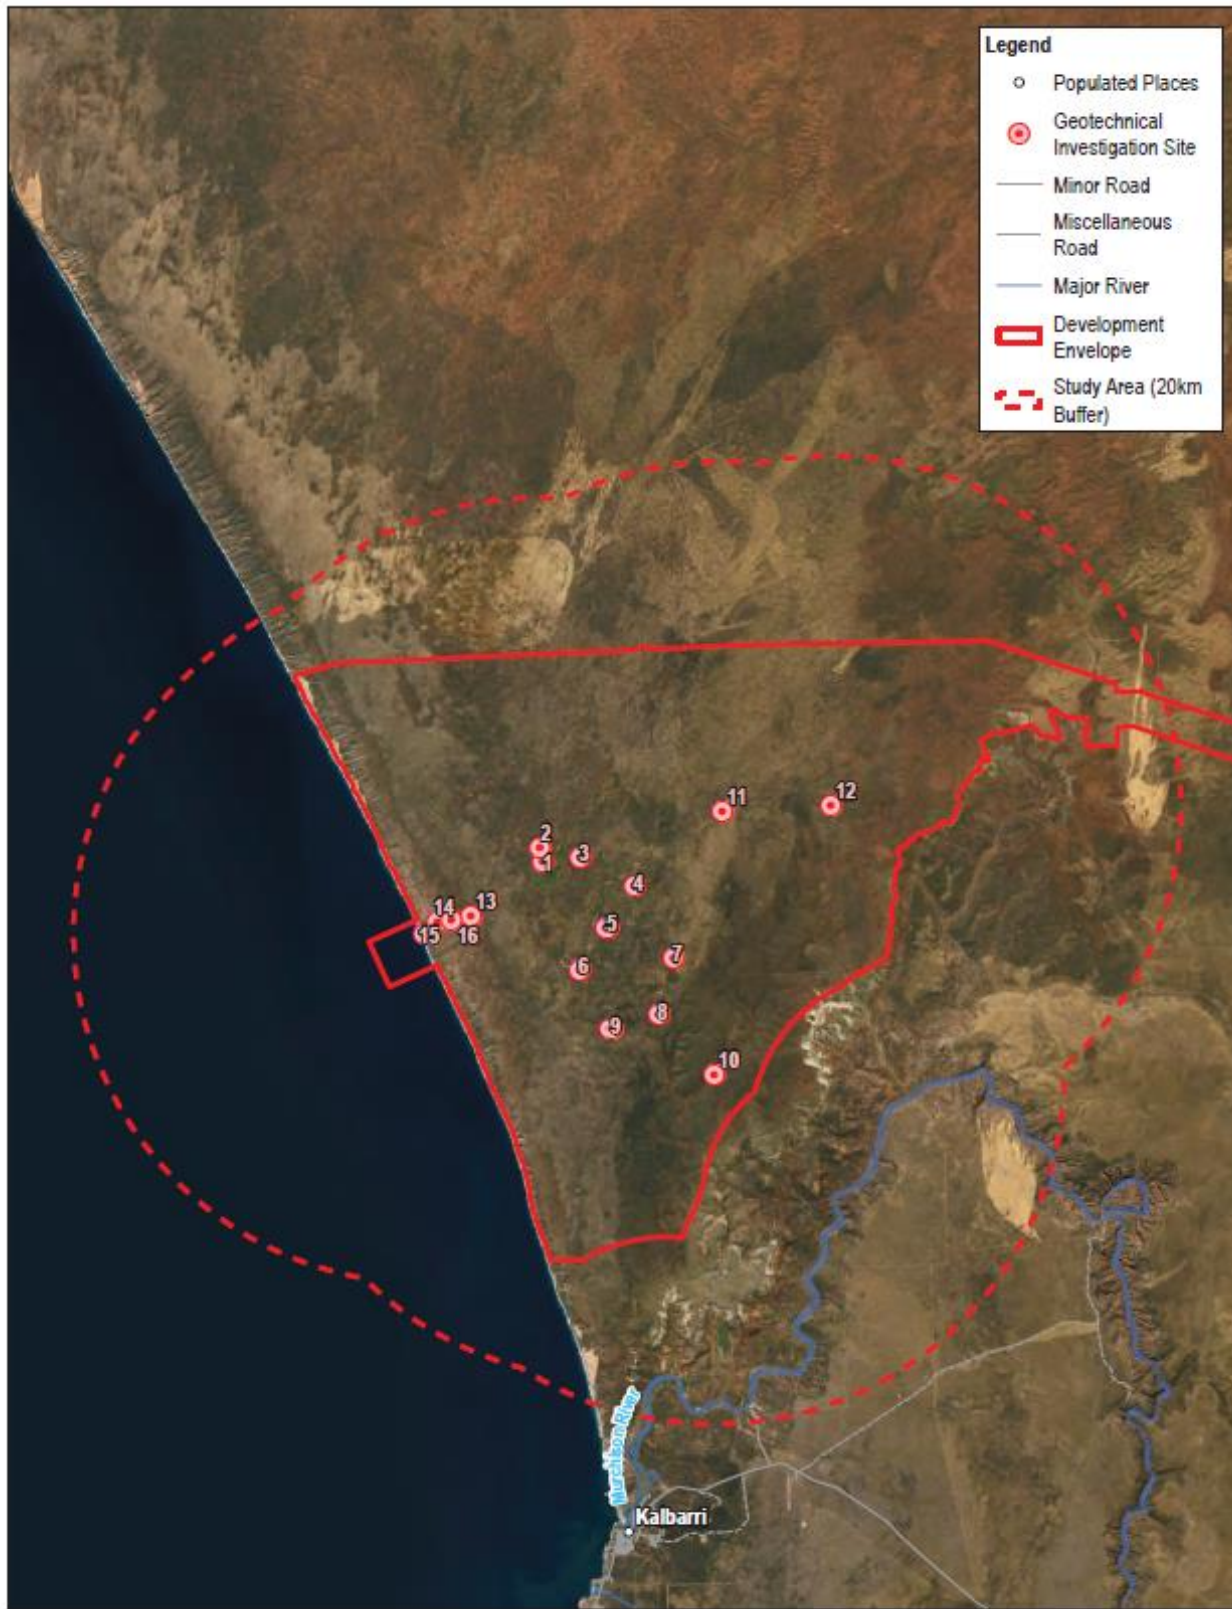 Legend
Populated Places
Geotechnical
Investigation Site
Minor Road
Miscellaneous
Road
Major River
Development
Envelope
Study Area (20km
Buffer)
11
12
2
3
1
4
14
13
5
15
16
7
6
8
9
10
Murchison River
Kalbarri